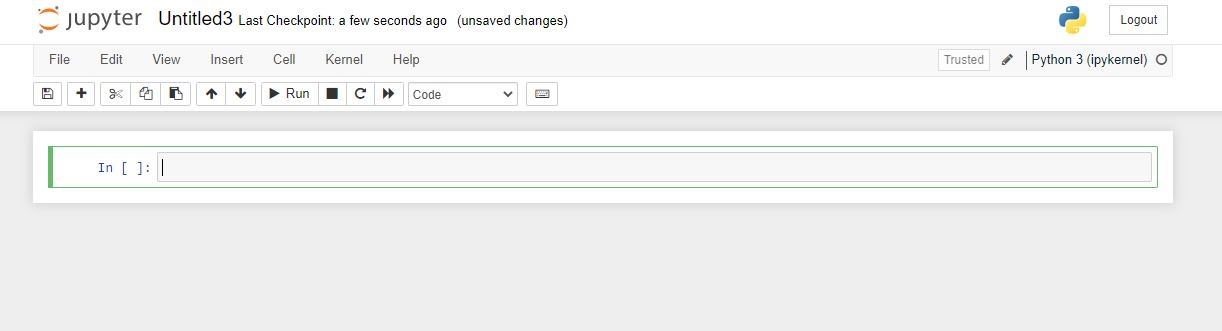 jupyter Untitled3 Last Checkpoint: a few seconds ago (unsaved changes) Logout
File Edit View Insert Cell Kernel Help Trusted Python 3 (ipykernel)
Run Code
In [ ]: